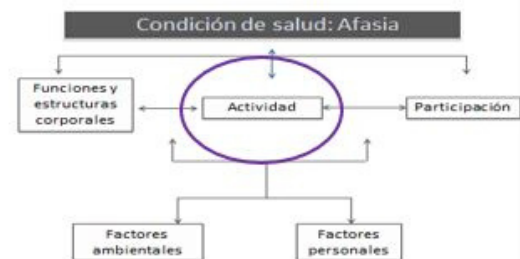 Condición de salud: Afasia
Funciones y
estructuras
corporales
Actividad
Participación
Factores
ambientales
Factores
personales